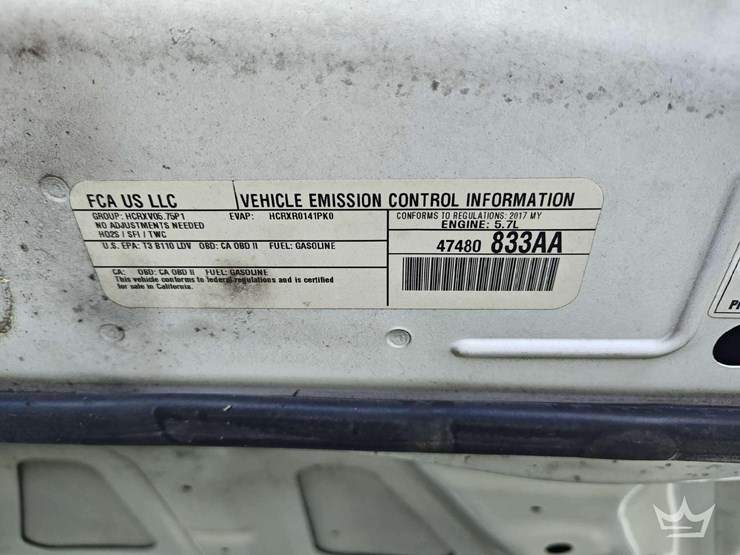 FCA US LLC VEHICLE EMISSION CONTROL INFORMATION
GROUP: HCRXV05.75P1 EVAP: HCRXR0141PK0
NO ADJUSTMENTS NEEDED
HO2S / SFI / TWC
U.S. EPA: T3 B110 LDV OBD: CA OBD II FUEL: GASOLINE
CA: OBD: CA OBD II FUEL: GASOLINE
This vehicle conforms to federal regulations and is certified
for sale in California.
CONFORMS TO REGULATIONS: 2017 MY
ENGINE: 5.7L
47480 833AA